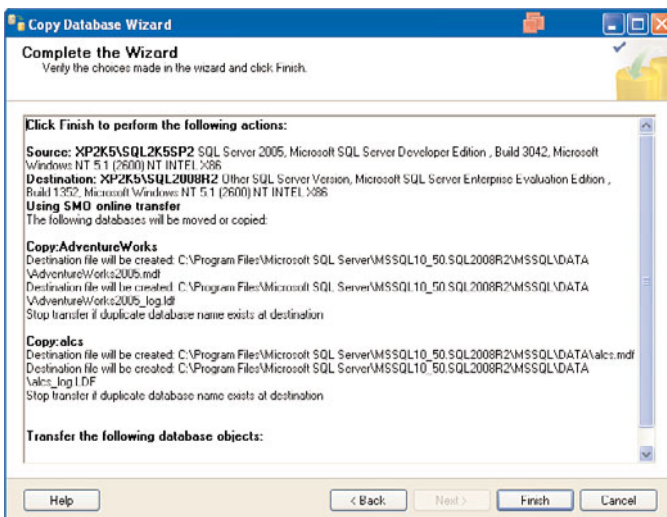 Copy Database Wizard
Complete the Wizard
Verify the choices made in the wizard and click Finish.
Click Finish to perform the following actions:
Source: XP2K5\SQL2K5SP2 SQL Server 2005, Microsoft SQL Server Developer Edition , Build 3042, Microsoft
Windows NT 5.1 (2600) NT INTEL X86
Destination: XP2K5\SQL2008R2 Other SQL Server Version, Microsoft SQL Server Enterprise Evaluation Edition ,
Build 1352, Microsoft Windows NT 5.1 (2600) NT INTEL X86
Using SMO online transfer
The following databases will be moved or copied:
Copy:AdventureWorks
Destination file will be created: C:\Program Files\Microsoft SQL Server\MSSQL10_50.SQL2008R2\MSSQL\DATA
\AdventureWorks2005.mdf
Destination file will be created: C:\Program Files\Microsoft SQL Server\MSSQL10_50.SQL2008R2\MSSQL\DATA
\AdventureWorks2005_log.ldf
Stop transfer if duplicate database name exists at destination
Copy:alcs
Destination file will be created: C:\Program Files\Microsoft SQL Server\MSSQL10_50.SQL2008R2\MSSQL\DATA\alcs.mdf
Destination file will be created: C:\Program Files\Microsoft SQL Server\MSSQL10_50.SQL2008R2\MSSQL\DATA
\alcs_log.LDF
Stop transfer if duplicate database name exists at destination
Transfer the following database objects:
Help
< Back
Next >
Finish
Cancel